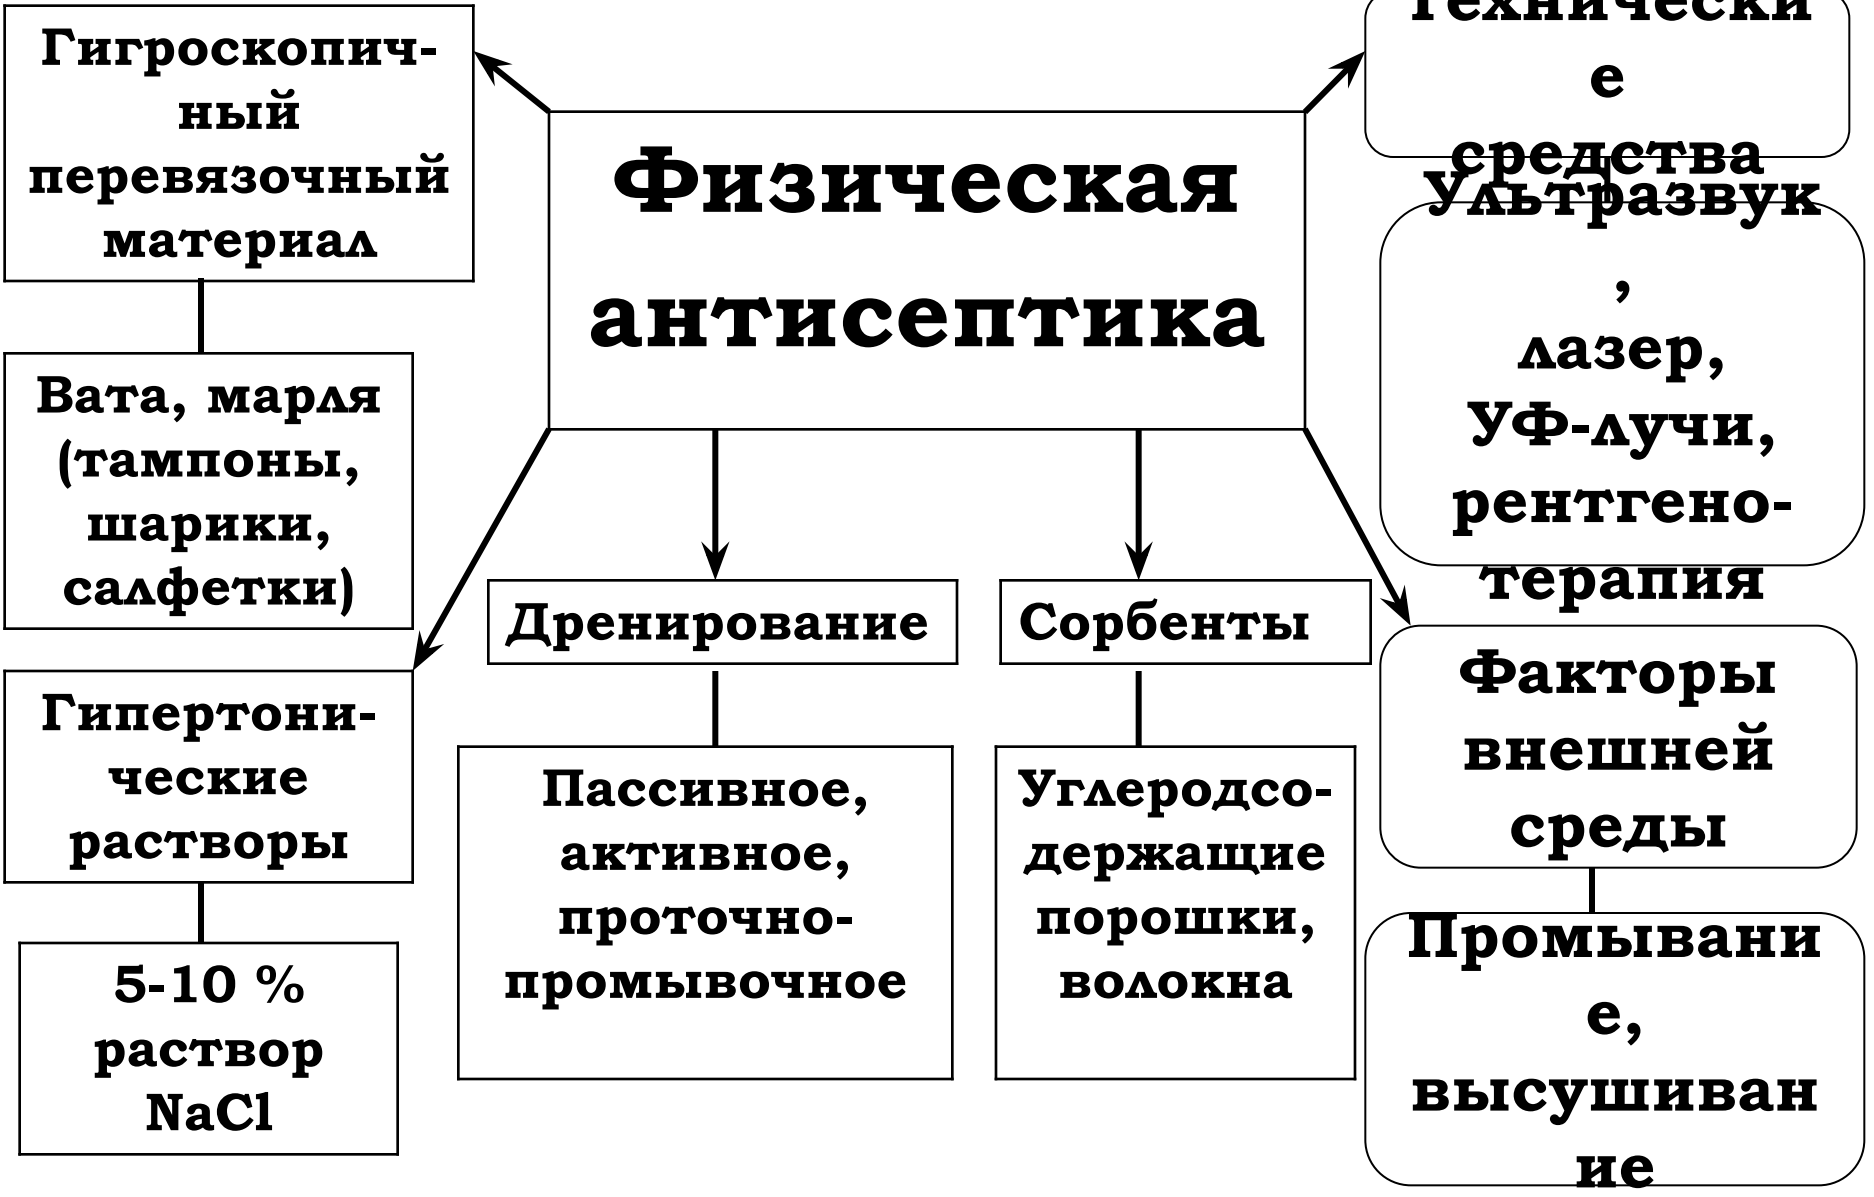 Гигроскопич-
ный
перевязочный
материал
Вата, марля
(тампоны,
шарики,
салфетки)
Гипертони-
ческие
растворы
5-10 %
раствор
NaCl
Физическая
антисептика
Дренирование
Пассивное,
активное,
проточно-
промывочное
Сорбенты
Углеродсо-
держащие
порошки,
волокна
Технически
е
средства
Ультразвук
,
лазер,
УФ-лучи,
рентгено-
терапия
Факторы
внешней
среды
Промывани
е,
высушиван
ие